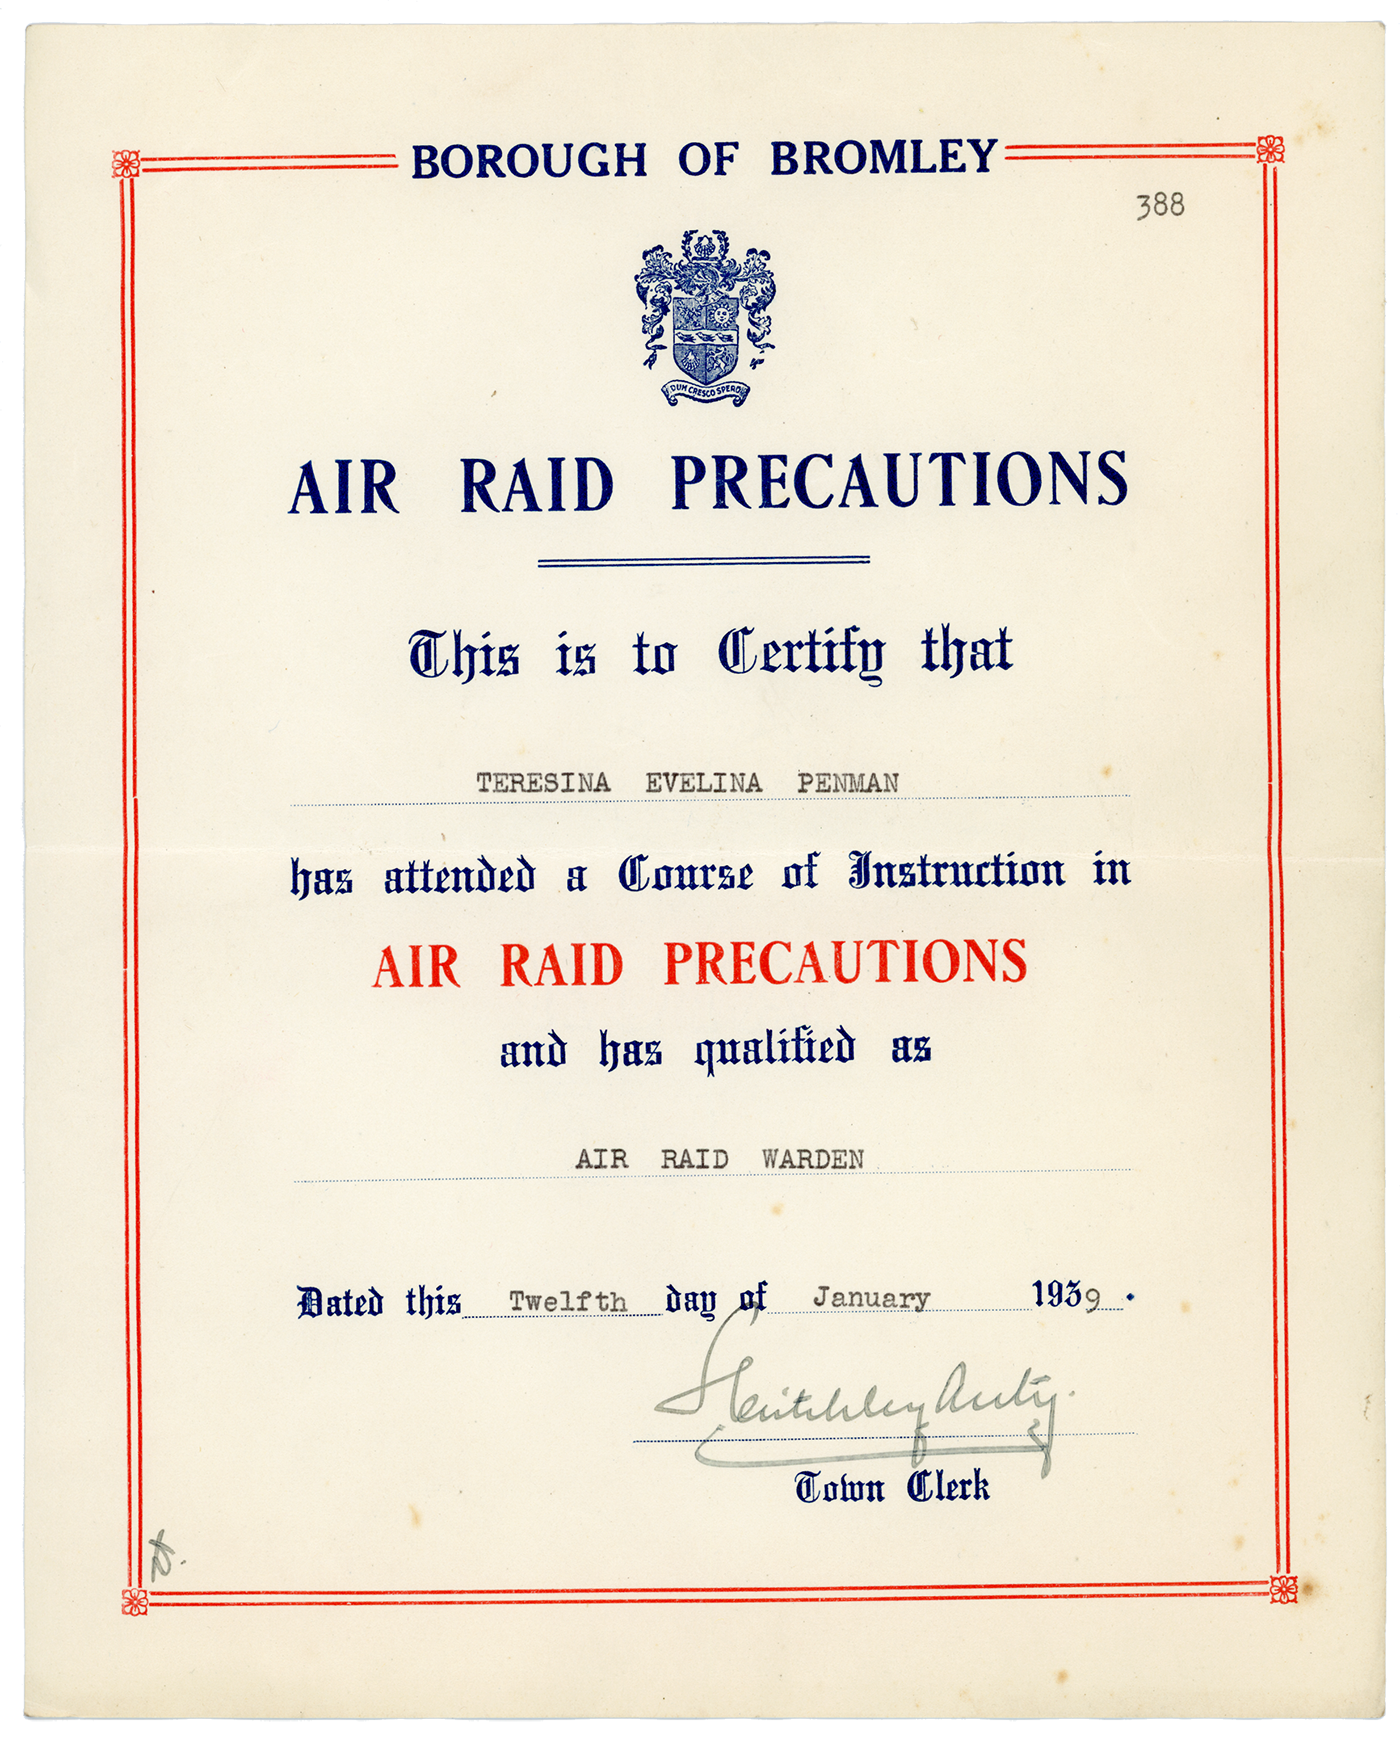 BOROUGH OF BROMLEY
388
DUM CRESCO SPERO
AIR RAID PRECAUTIONS
This is to Certify that
TERESINA EVELINA PENMAN
has attended a Course of Instruction in
AIR RAID PRECAUTIONS
and has qualified as
AIR RAID WARDEN
Dated this Twelfth day of January 1939.
Town Clerk